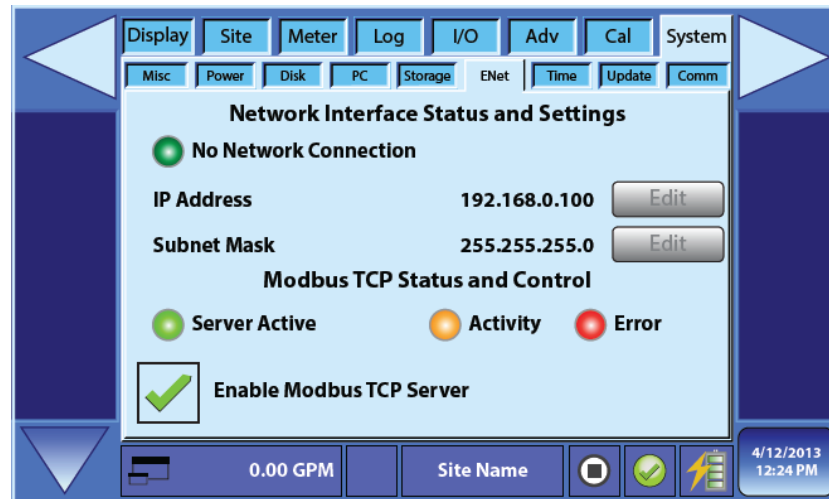 Display Site Meter Log I/O Adv Cal System
Misc Power Disk PC Storage ENet Time Update Comm
Network Interface Status and Settings
No Network Connection
IP Address 192.168.0.100 Edit
Subnet Mask 255.255.255.0 Edit
Modbus TCP Status and Control
Server Active Activity Error
Enable Modbus TCP Server
0.00 GPM Site Name 4/12/2013
12:24 PM